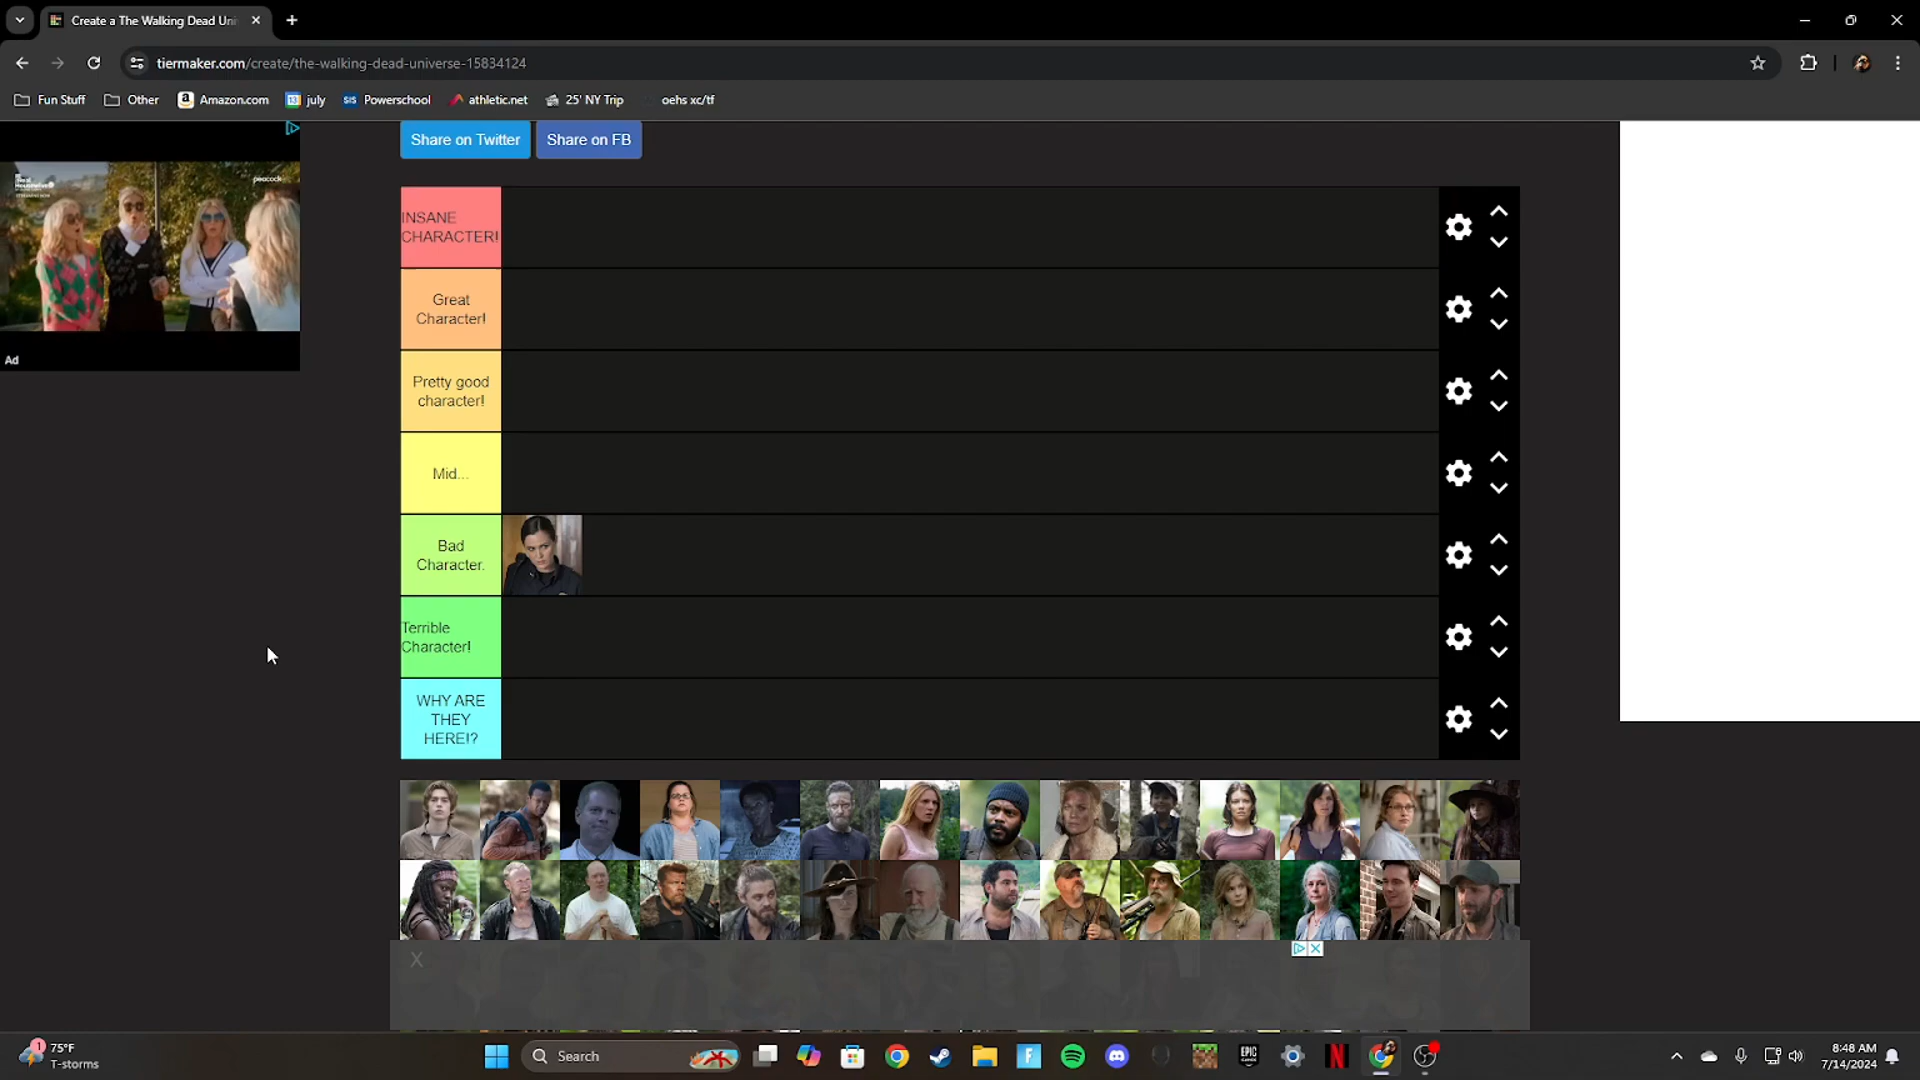 Create a The Walking Dead Uni
tiermaker.com/create/the-walking-dead-universe-15834124
Fun Stuff
Other
Amazon.com
july
Powerschool
athletic.net
25' NY Trip
oehs xc/tf
Share on Twitter
Share on FB
peacock
Ad
INSANE
CHARACTER!
Great
Character!
Pretty good
character!
Mid...
Bad
Character.
Terrible
Character!
WHY ARE
THEY
HERE!?
X
75°F
T-storms
Search
8:48 AM
7/14/2024